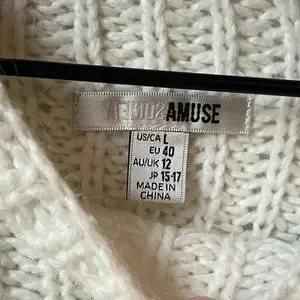 AMUSE
US/CA L
EU 40
AU/UK 12
JP 15-17
MADE IN
CHINA